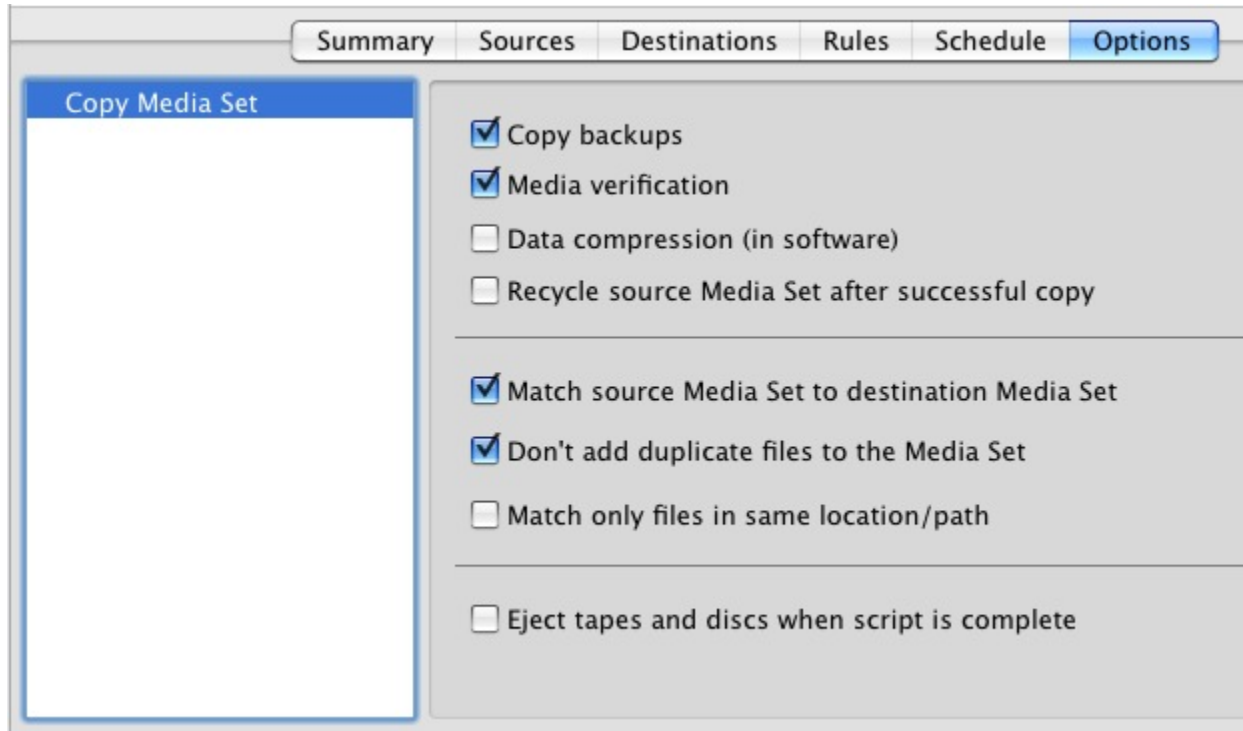 Summary Sources Destinations Rules Schedule Options
Copy Media Set
Copy backups
Media verification
Data compression (in software)
Recycle source Media Set after successful copy
Match source Media Set to destination Media Set
Don't add duplicate files to the Media Set
Match only files in same location/path
Eject tapes and discs when script is complete